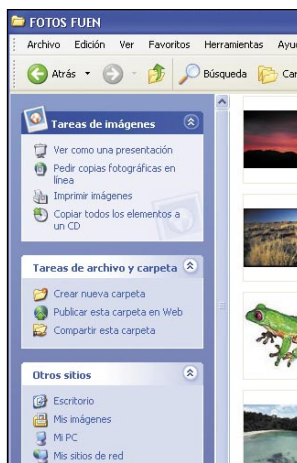 FOTOS FUEN
Archivo Edición Ver Favoritos Herramientas
Atrás Búsqueda
Tareas de imágenes
Ver como una presentación
Pedir copias fotográficas en
línea
Imprimir imágenes
Copiar todos los elementos a
un CD
Tareas de archivo y carpeta
Crear nueva carpeta
Publicar esta carpeta en Web
Compartir esta carpeta
Otros sitios
Escritorio
Mis imágenes
Mi PC
Mis sitios de red